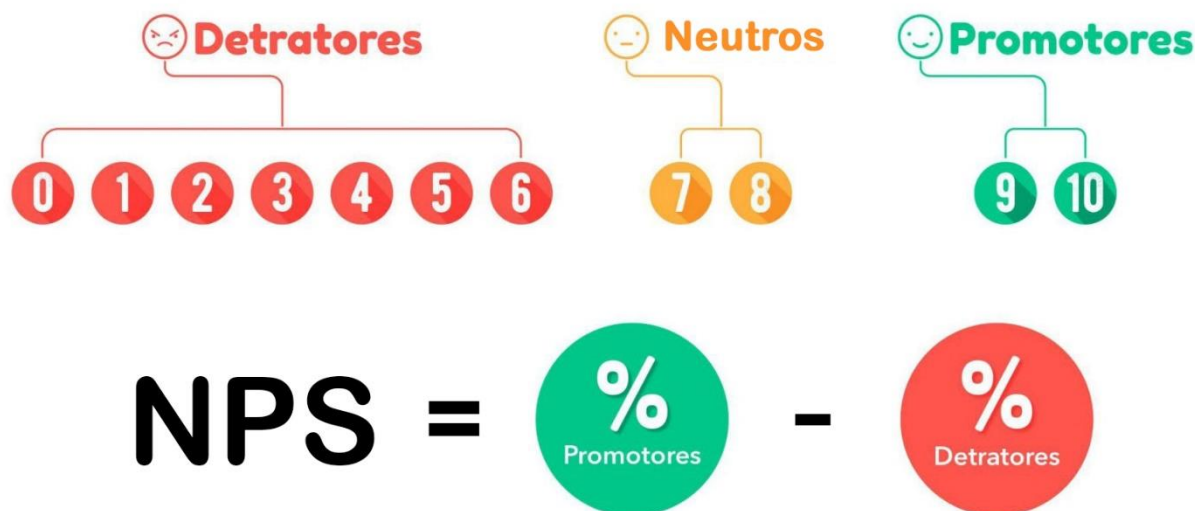 Detratores Neutros Promotores
0 1 2 3 4 5 6 7 8 9 10
NPS = % - %
Promotores Detratores